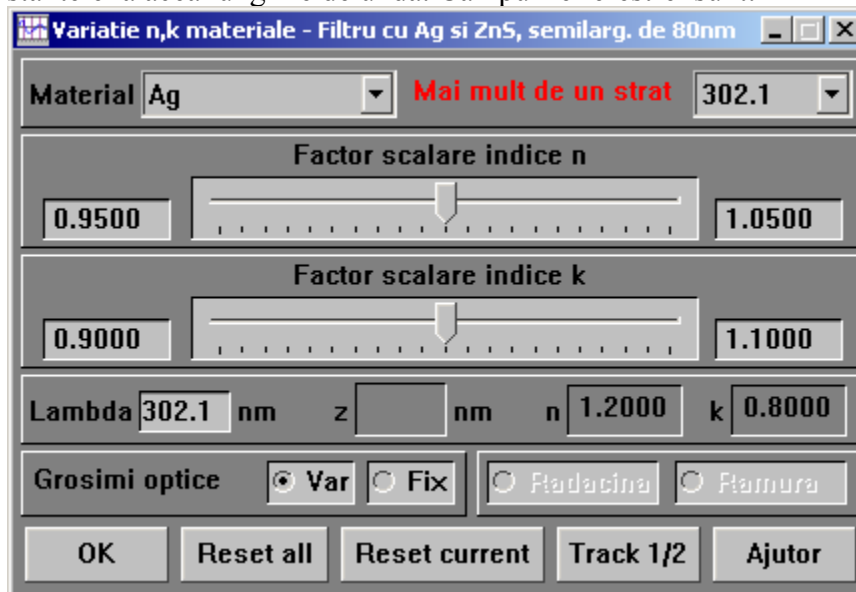 Variatie n,k materiale - Filtru cu Ag si ZnS, semilarg. de 80nm
Material Ag Mai mult de un strat 302.1
Factor scalare indice n
0.9500 1.0500
Factor scalare indice k
0.9000 1.1000
Lambda 302.1 nm z nm n 1.2000 k 0.8000
Grosimi optice Var Fix Radacina Ramura
OK Reset all Reset current Track 1/2 Ajutor